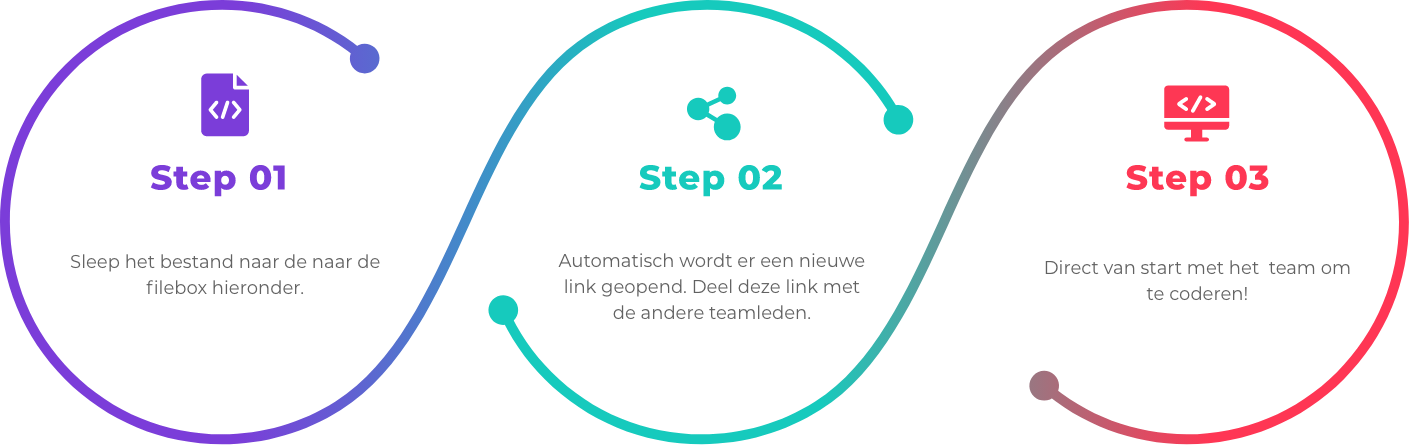 Step 01
Sleep het bestand naar de naar de
filebox hieronder.
Step 02
Automatisch wordt er een nieuwe
link geopend. Deel deze link met
de andere teamleden.
Step 03
Direct van start met het  team om
te coderen!